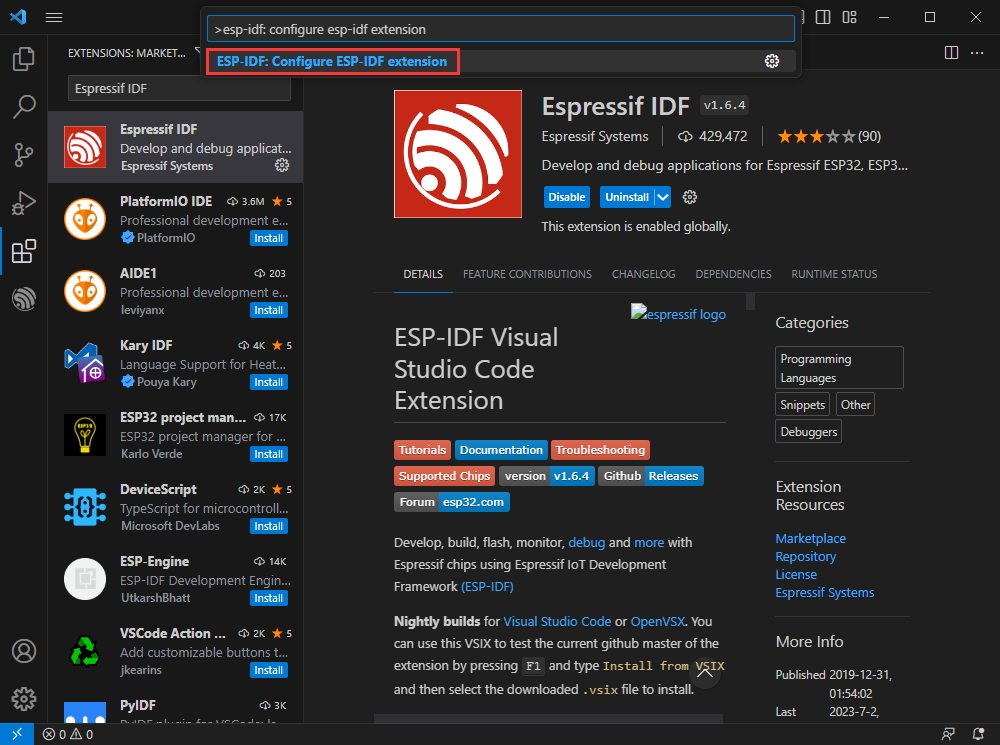 >esp-idf: configure esp-idf extension
ESP-IDF: Configure ESP-IDF extension
EXTENSIONS: MARKET...
Espressif IDF
Espressif IDF
Develop and debug applicat...
Espressif Systems
PlatformIO IDE 3.6M 5
Professional development e...
PlatformIO Install
AIDE1 203
Professional development e...
leviyanx Install
Kary IDF 4K 5
Language Support for Heat...
Pouya Kary Install
ESP32 project man... 17K
ESP32 project manager for ...
Karlo Verde Install
DeviceScript 2K 5
TypeScript for microcontroll...
Microsoft DevLabs Install
ESP-Engine 14K
ESP-IDF Development Engin...
UtkarshBhatt Install
VSCode Action ... 2K 5
Add customizable buttons t...
jkearins Install
PyIDF 3K
Espressif IDF v1.6.4
Espressif Systems 429,472 (90)
Develop and debug applications for Espressif ESP32, ESP3...
Disable Uninstall
This extension is enabled globally.
DETAILS FEATURE CONTRIBUTIONS CHANGELOG DEPENDENCIES RUNTIME STATUS
espressif logo
ESP-IDF Visual
Studio Code
Extension
Tutorials Documentation Troubleshooting
Supported Chips version v1.6.4 Github Releases
Forum esp32.com
Develop, build, flash, monitor, debug and more with
Espressif chips using Espressif IoT Development
Framework (ESP-IDF)
Nightly builds for Visual Studio Code or OpenVSX. You
can use this VSIX to test the current github master of the
extension by pressing F1 and type Install from VSIX
and then select the downloaded .vsix file to install.
Categories
Programming
Languages
Snippets Other
Debuggers
Extension
Resources
Marketplace
Repository
License
Espressif Systems
More Info
Published 2019-12-31,
01:54:02
Last 2023-7-2,
0 0